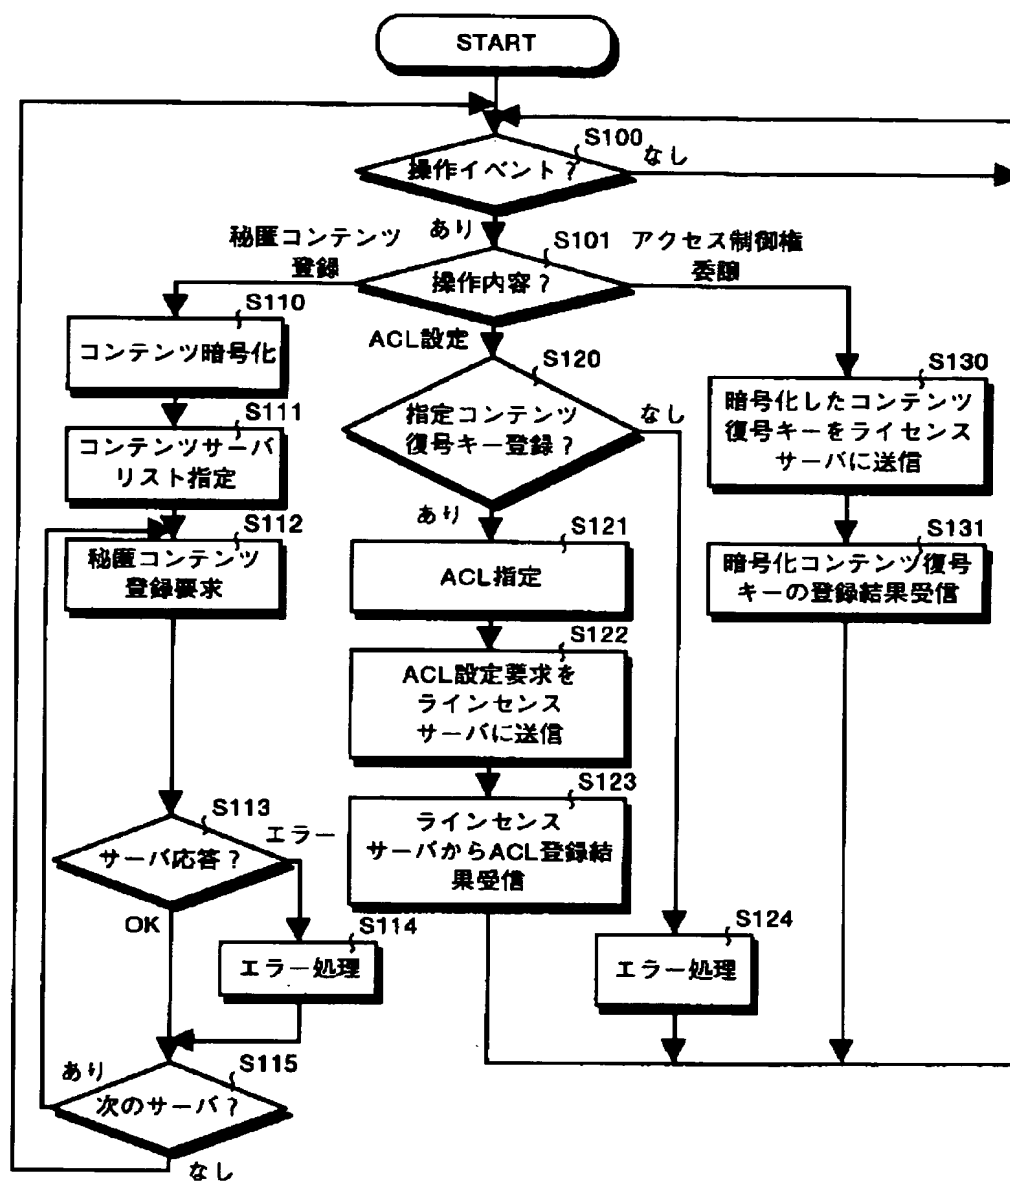 START
S100
操作イベント？
なし
あり
秘匿コンテンツ
登録
S101
アクセス制御権
委譲
操作内容？
S110
コンテンツ暗号化
ACL設定
S120
指定コンテンツ
復号キー登録？
なし
S130
暗号化したコンテンツ
復号キーをライセンス
サーバに送信
S111
コンテンツサーバ
リスト指定
あり
S112
秘匿コンテンツ
登録要求
S121
ACL指定
S131
暗号化コンテンツ復号
キーの登録結果受信
S122
ACL設定要求を
ラインセンス
サーバに送信
S123
ラインセンス
サーバからACL登録結
果受信
S113
サーバ応答？
エラー
OK
S114
エラー処理
S124
エラー処理
S115
あり
次のサーバ？
なし